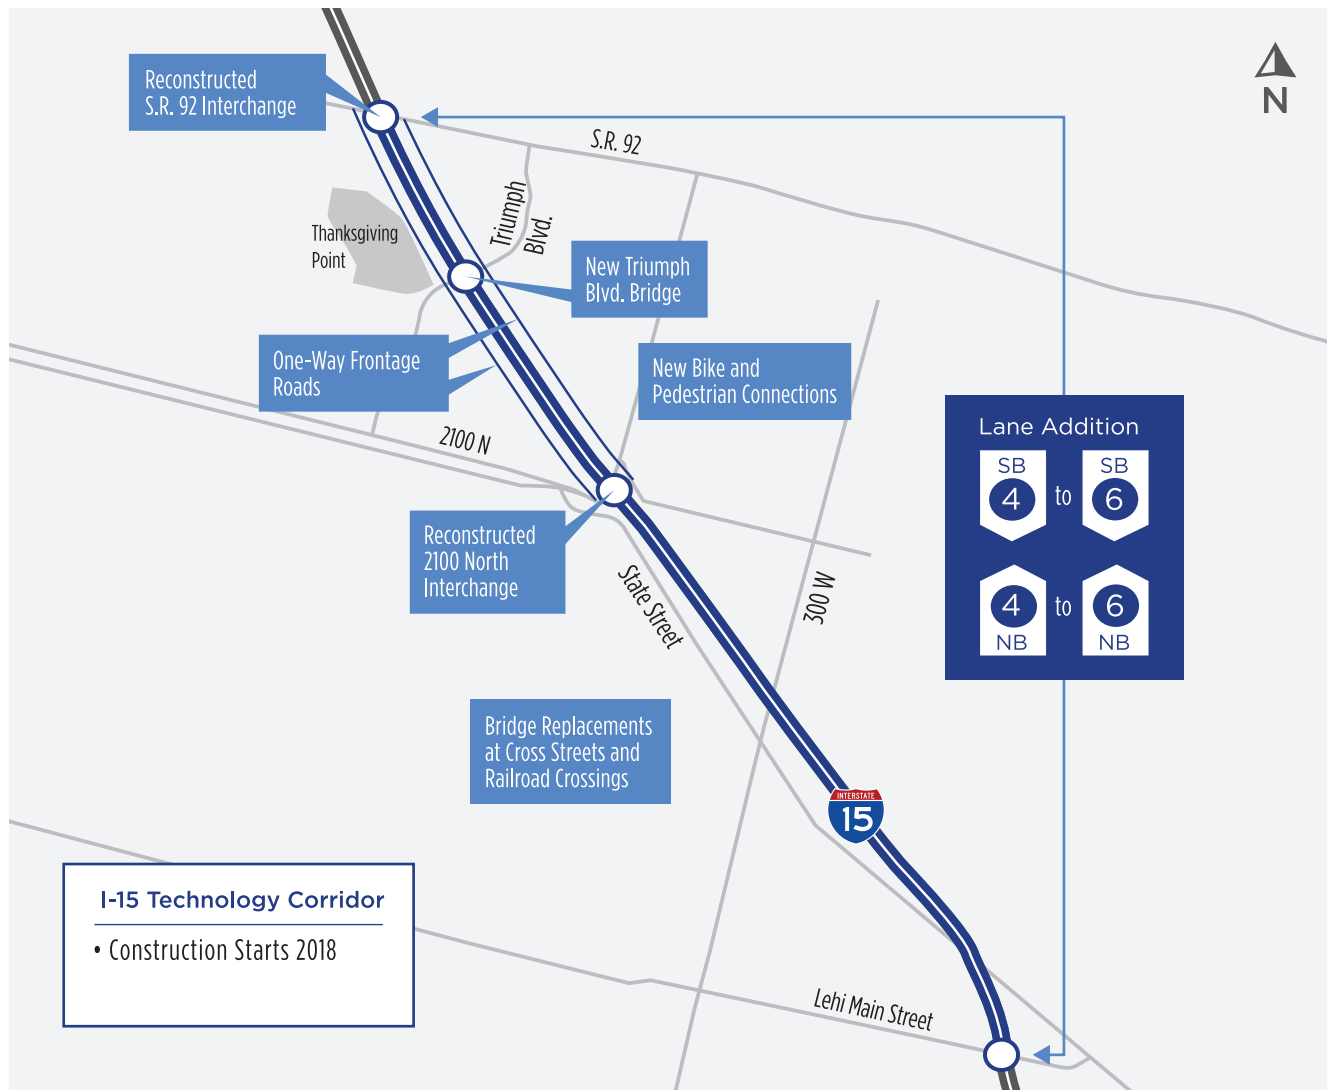 Reconstructed
S.R. 92 Interchange
N
S.R. 92
Triumph
Blvd.
Thanksgiving
Point
New Triumph
Blvd. Bridge
One-Way Frontage
Roads
New Bike and
Pedestrian Connections
2100 N
Lane Addition
SB
4
to
SB
6
4
NB
to
6
NB
Reconstructed
2100 North
Interchange
State Street
300 W
Bridge Replacements
at Cross Streets and
Railroad Crossings
INTERSTATE
15
I-15 Technology Corridor
• Construction Starts 2018
Lehi Main Street